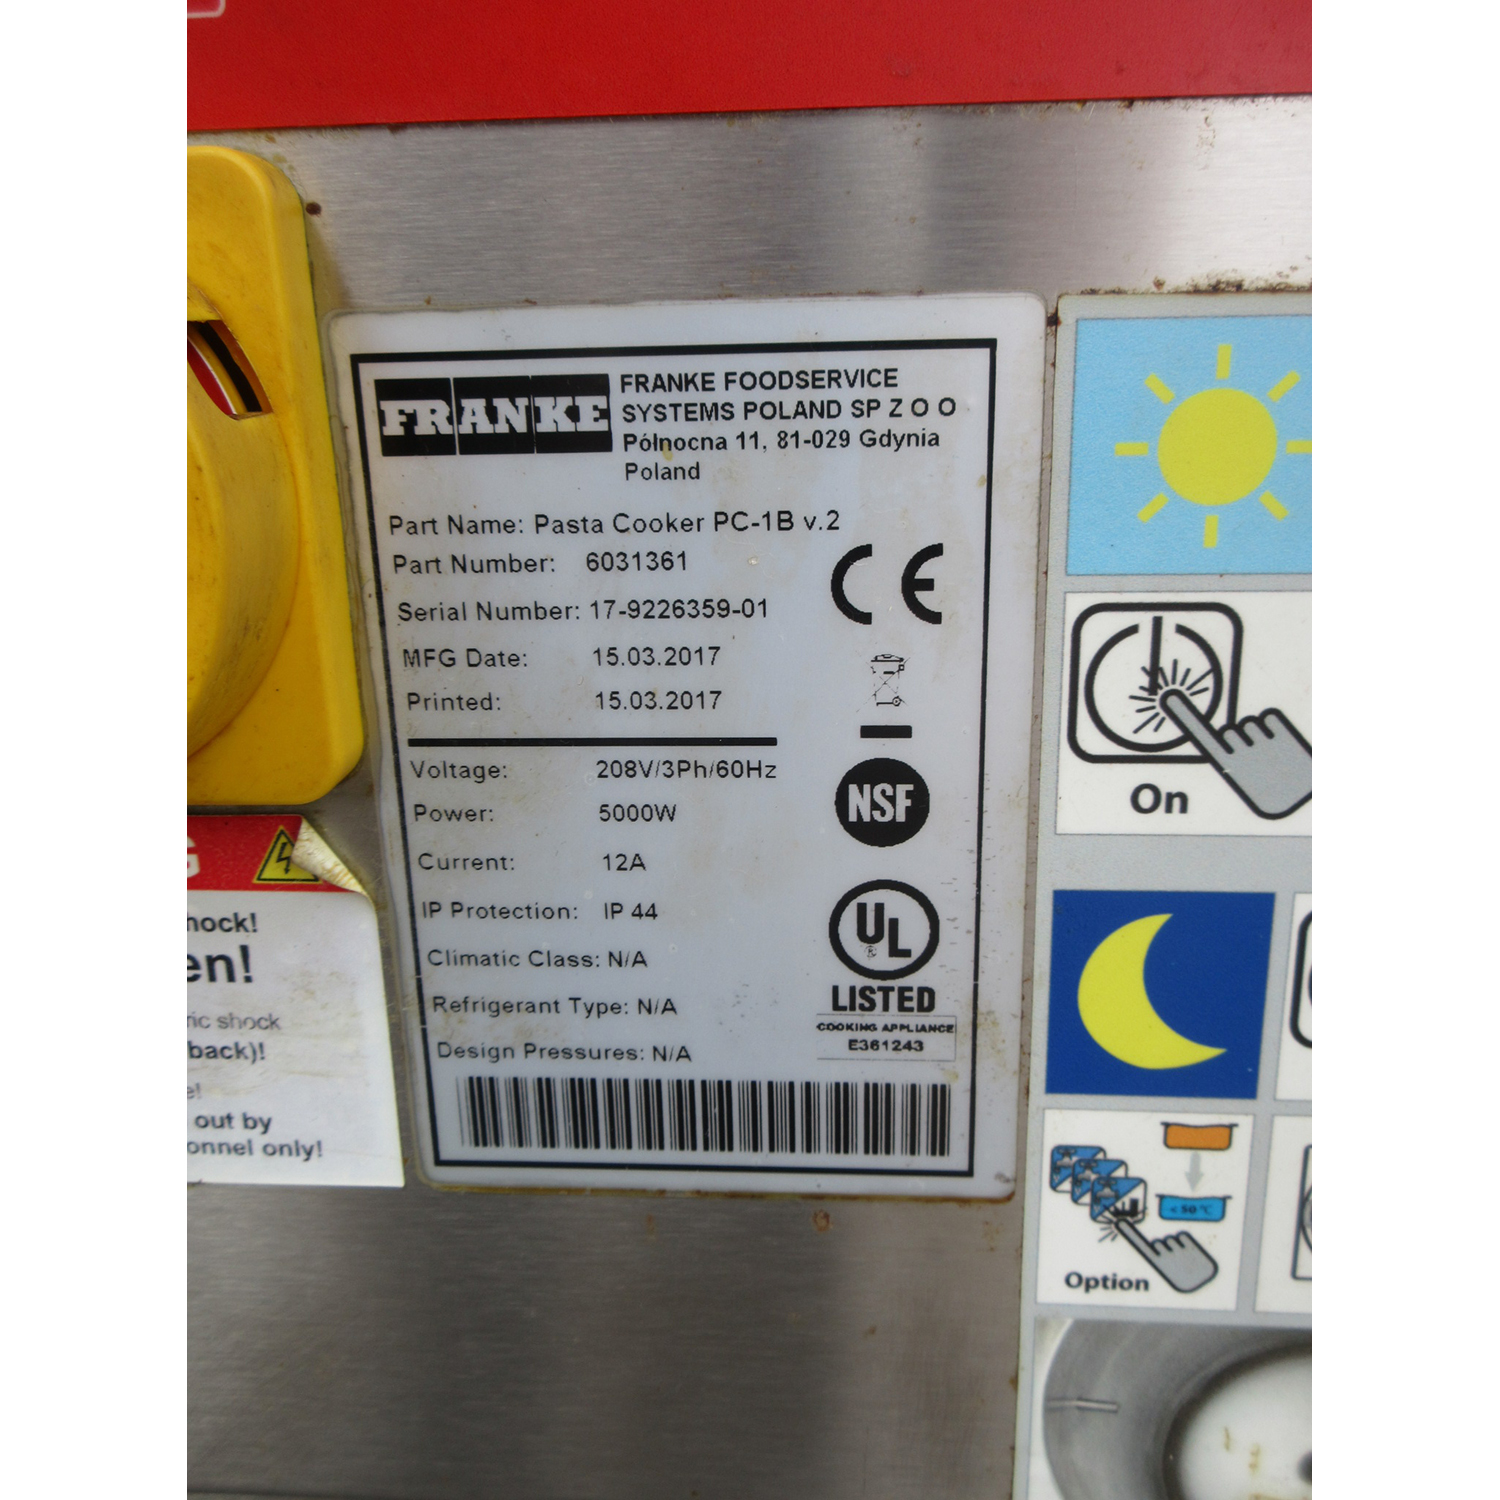 FRANKE
FRANKE FOODSERVICE
SYSTEMS POLAND SP Z O O
Północna 11, 81-029 Gdynia
Poland
Part Name: Pasta Cooker PC-1B v.2
Part Number: 6031361
Serial Number: 17-9226359-01
MFG Date: 15.03.2017
Printed: 15.03.2017
Voltage: 208V/3Ph/60Hz
Power: 5000W
Current: 12A
IP Protection: IP 44
Climatic Class: N/A
Refrigerant Type: N/A
Design Pressures: N/A
CE
NSF
UL
®
LISTED
COOKING APPLIANCE
E361243
G
hock!
en!
ric shock
back)!
e!
out by
onnel only!
On
<50°C
Option